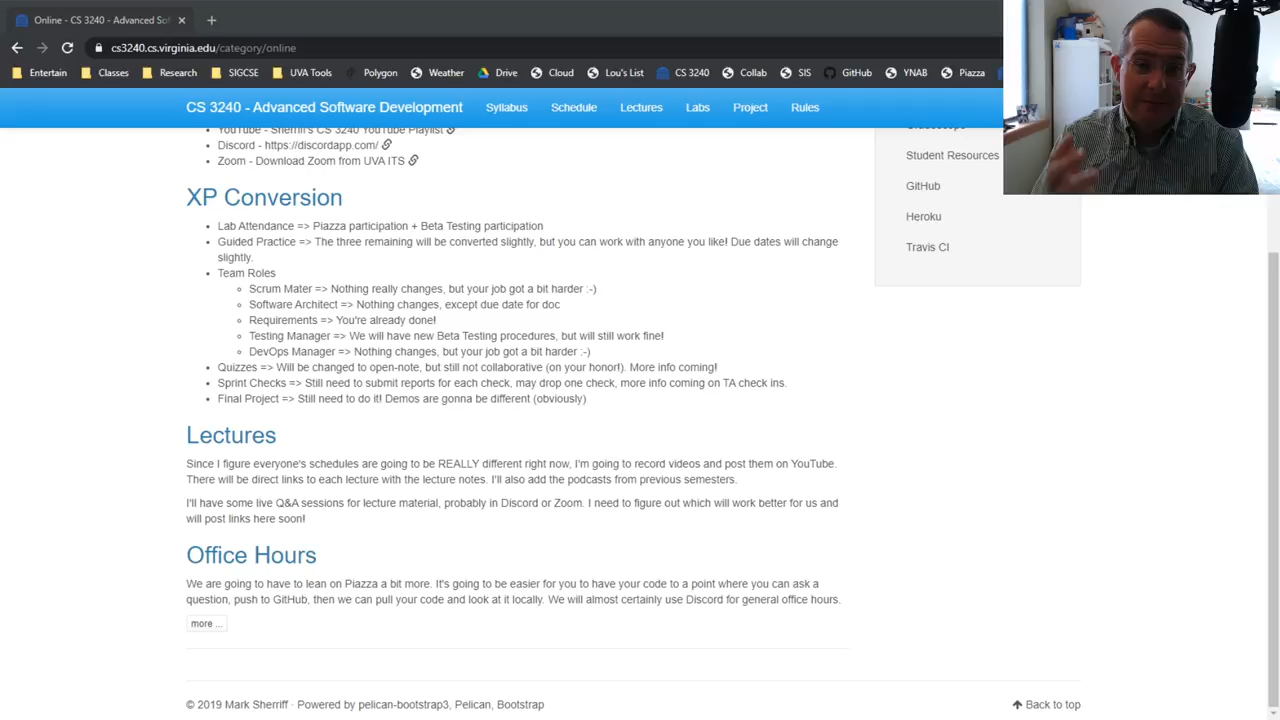 Online - CS 3240 - Advanced Sof
cs3240.cs.virginia.edu/category/online
Entertain Classes Research SIGCSE UVA Tools Polygon Weather Drive Cloud Lou's List CS 3240 Collab SIS GitHub YNAB Piazza
CS 3240 - Advanced Software Development Syllabus Schedule Lectures Labs Project Rules
YouTube - Sherriff's CS 3240 YouTube Playlist
Discord - https://discordapp.com/
Zoom - Download Zoom from UVA ITS
XP Conversion
Lab Attendance => Piazza participation + Beta Testing participation
Guided Practice => The three remaining will be converted slightly, but you can work with anyone you like! Due dates will change
slightly.
Team Roles
Scrum Mater => Nothing really changes, but your job got a bit harder :-)
Software Architect => Nothing changes, except due date for doc
Requirements => You're already done!
Testing Manager => We will have new Beta Testing procedures, but will still work fine!
DevOps Manager => Nothing changes, but your job got a bit harder :-)
Quizzes => Will be changed to open-note, but still not collaborative (on your honor!). More info coming!
Sprint Checks => Still need to submit reports for each check, may drop one check, more info coming on TA check ins.
Final Project => Still need to do it! Demos are gonna be different (obviously)
Lectures
Since I figure everyone's schedules are going to be REALLY different right now, I'm going to record videos and post them on YouTube.
There will be direct links to each lecture with the lecture notes. I'll also add the podcasts from previous semesters.
I'll have some live Q&A sessions for lecture material, probably in Discord or Zoom. I need to figure out which will work better for us and
will post links here soon!
Office Hours
We are going to have to lean on Piazza a bit more. It's going to be easier for you to have your code to a point where you can ask a
question, push to GitHub, then we can pull your code and look at it locally. We will almost certainly use Discord for general office hours.
more ...
Student Resources
GitHub
Heroku
Travis CI
© 2019 Mark Sherriff · Powered by pelican-bootstrap3, Pelican, Bootstrap
Back to top